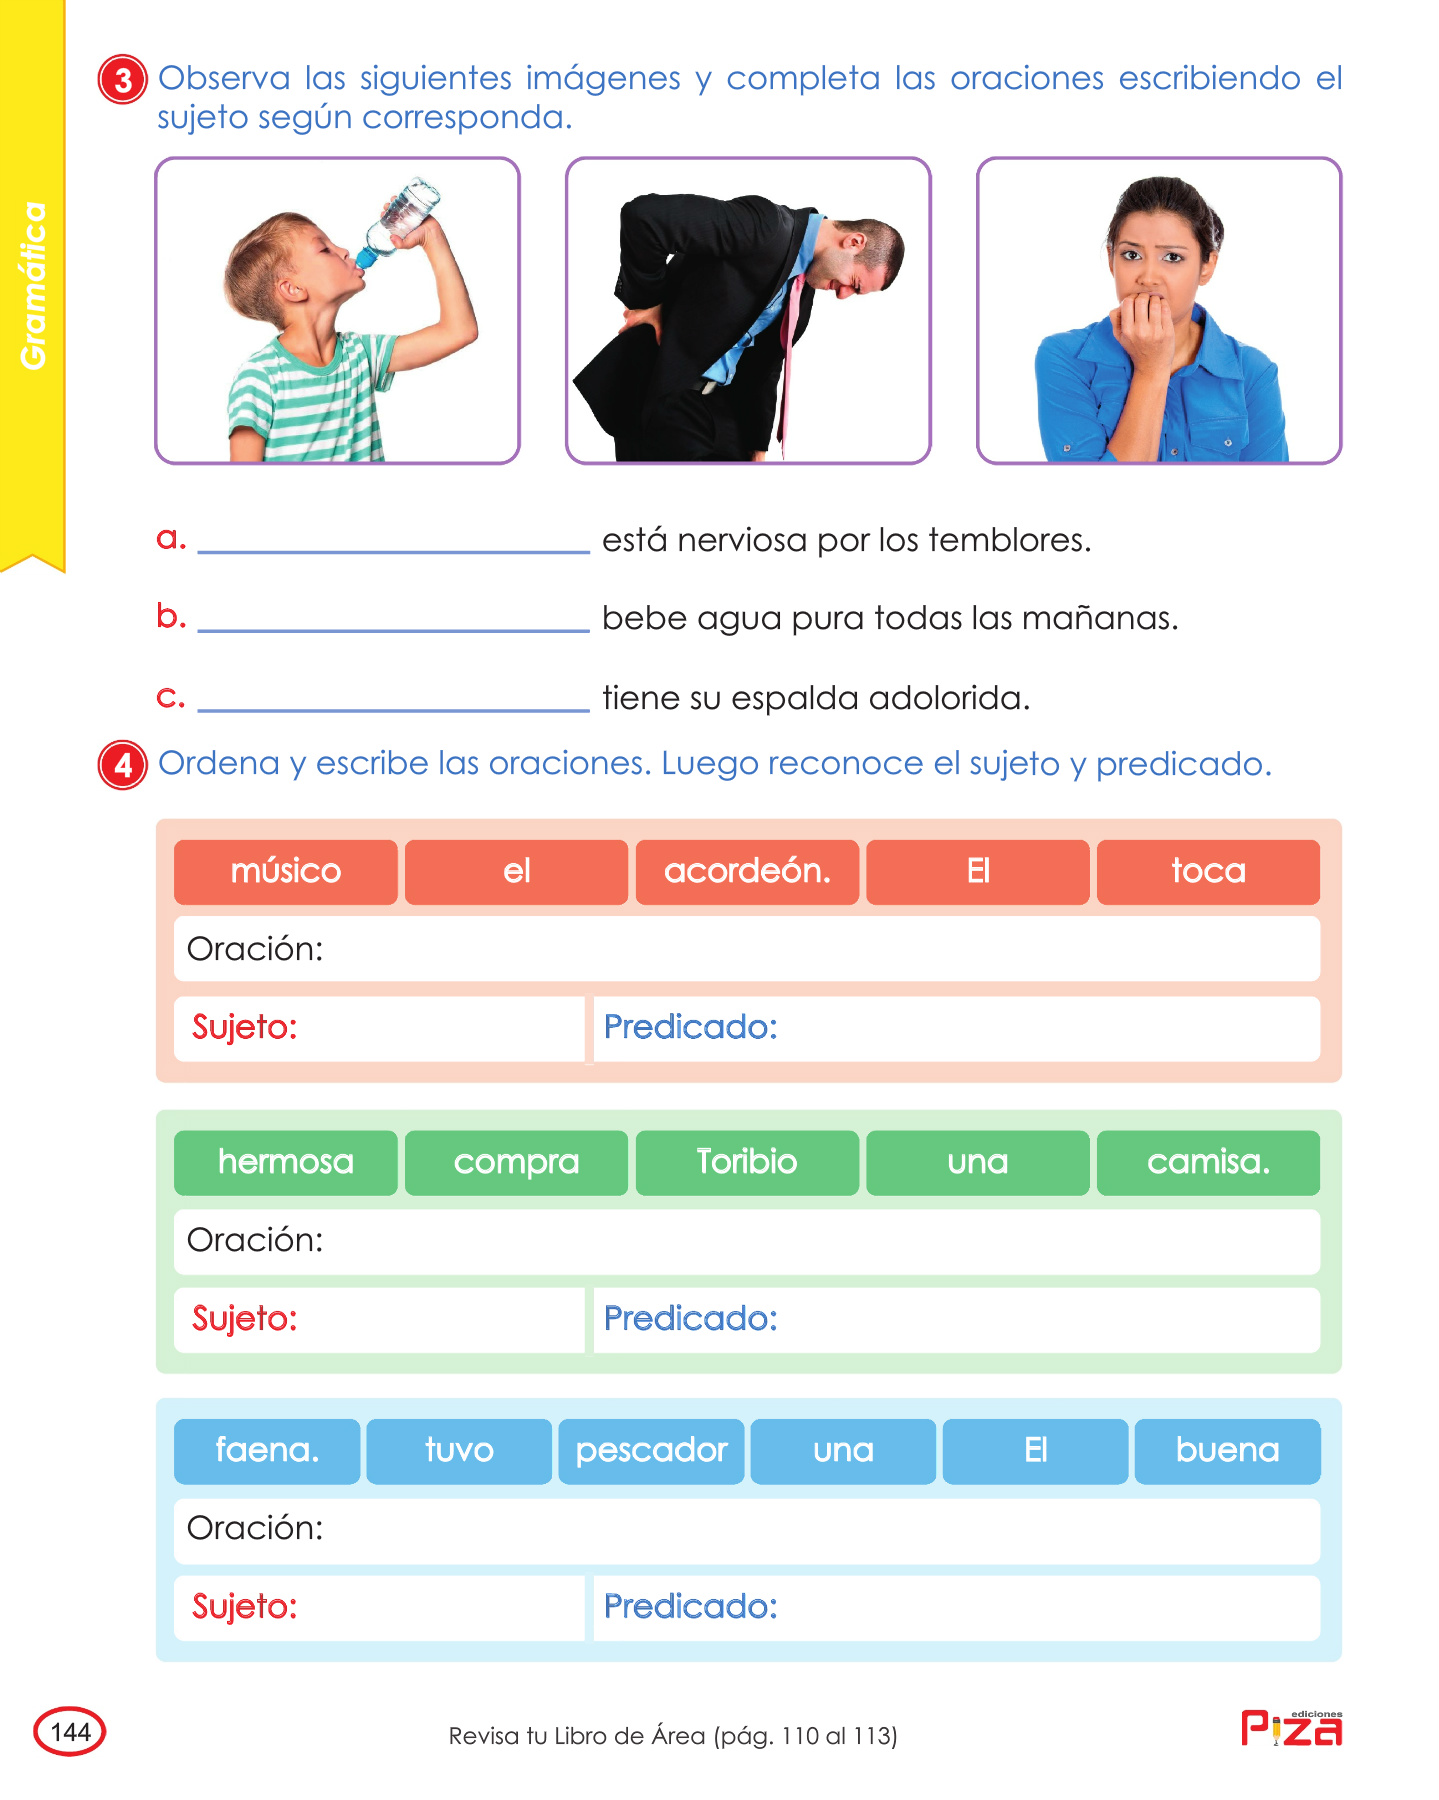 Gramática
3 Observa las siguientes imágenes y completa las oraciones escribiendo el
sujeto según corresponda.
a. ____________________ está nerviosa por los temblores.
b. ____________________ bebe agua pura todas las mañanas.
c. ____________________ tiene su espalda adolorida.
4 Ordena y escribe las oraciones. Luego reconoce el sujeto y predicado.
músico el acordeón. El toca
Oración:
Sujeto: Predicado:
hermosa compra Toribio una camisa.
Oración:
Sujeto: Predicado:
faena. tuvo pescador una El buena
Oración:
Sujeto: Predicado:
144
Revisa tu Libro de Área (pág. 110 al 113)
ediciones
Piza